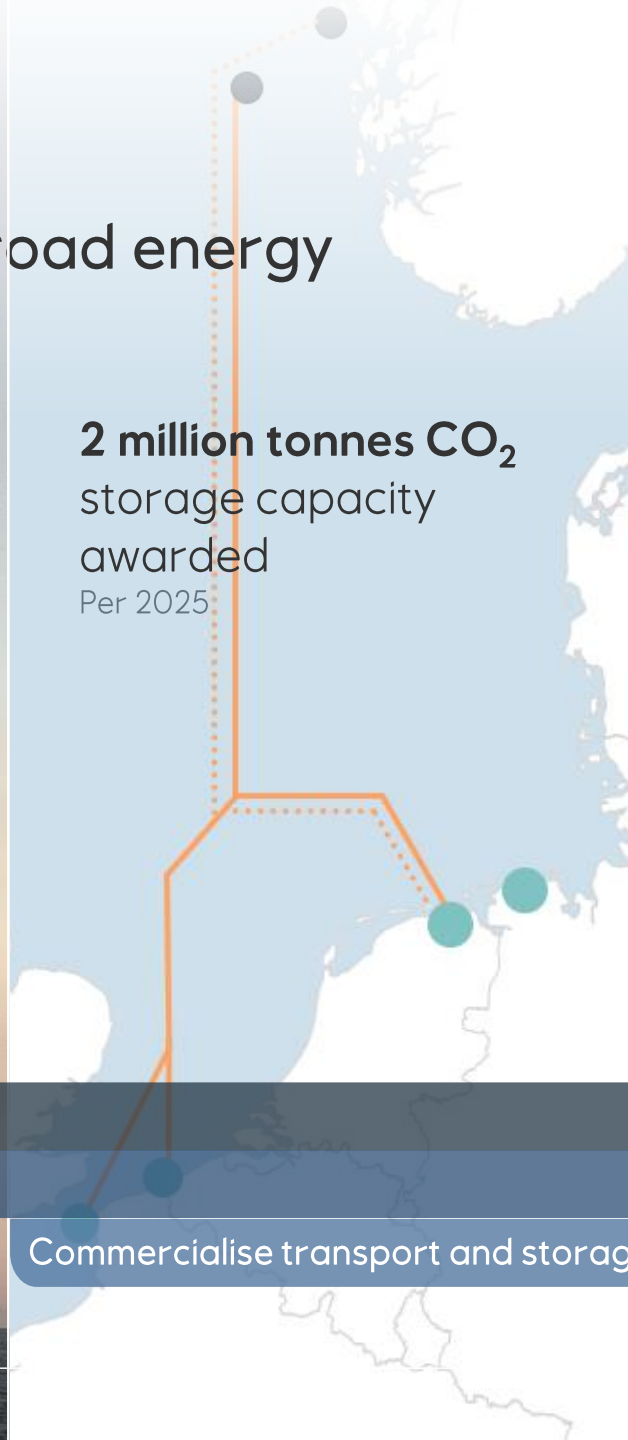 oad energy
2 million tonnes CO₂
storage capacity
awarded
Per 2025
Commercialise transport and storag